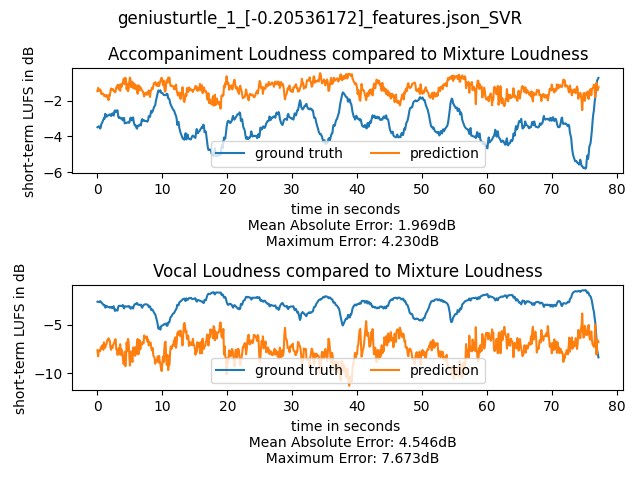 geniusturtle_1_[-0.20536172]_features.json_SVR
Accompaniment Loudness compared to Mixture Loudness
short-term LUFS in dB
−2
−4
−6
ground truth
prediction
0 10 20 30 40 50 60 70 80
time in seconds
Mean Absolute Error: 1.969dB
Maximum Error: 4.230dB
Vocal Loudness compared to Mixture Loudness
short-term LUFS in dB
−5
−10
ground truth
prediction
0 10 20 30 40 50 60 70 80
time in seconds
Mean Absolute Error: 4.546dB
Maximum Error: 7.673dB